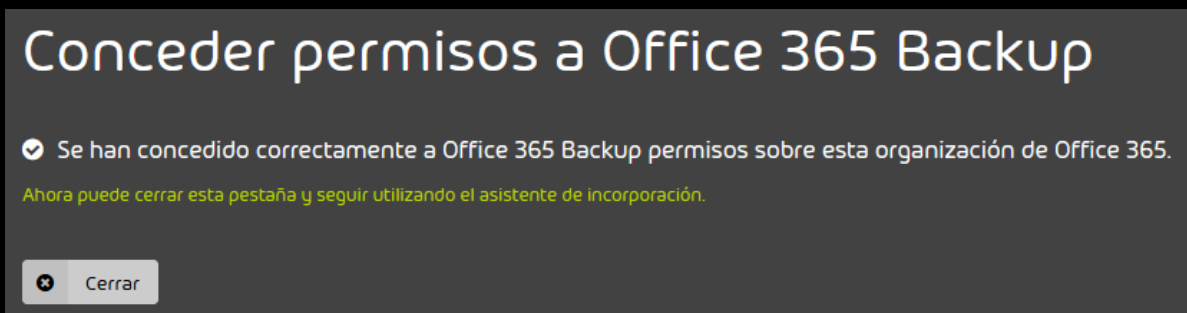 Conceder permisos a Office 365 Backup
Se han concedido correctamente a Office 365 Backup permisos sobre esta organización de Office 365.
Ahora puede cerrar esta pestaña y seguir utilizando el asistente de incorporación.
Cerrar